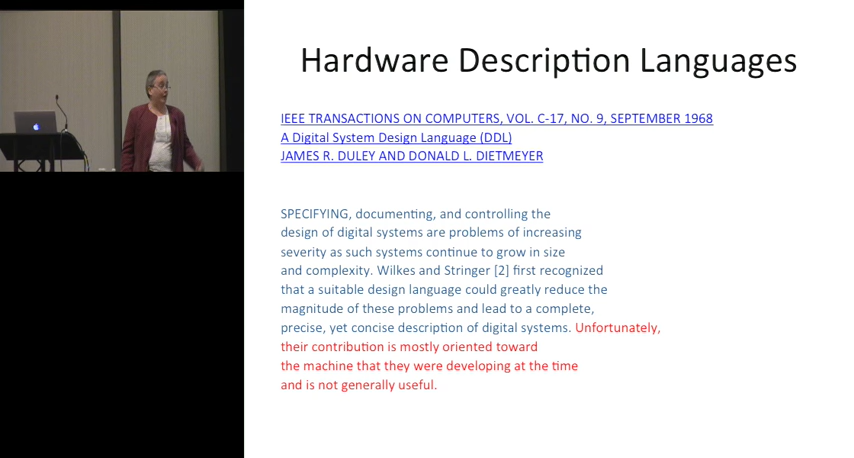 Hardware Description Languages
IEEE TRANSACTIONS ON COMPUTERS, VOL. C-17, NO. 9, SEPTEMBER 1968
A Digital System Design Language (DDL)
JAMES R. DULEY AND DONALD L. DIETMEYER
SPECIFYING, documenting, and controlling the
design of digital systems are problems of increasing
severity as such systems continue to grow in size
and complexity. Wilkes and Stringer [2] first recognized
that a suitable design language could greatly reduce the
magnitude of these problems and lead to a complete,
precise, yet concise description of digital systems. Unfortunately,
their contribution is mostly oriented toward
the machine that they were developing at the time
and is not generally useful.